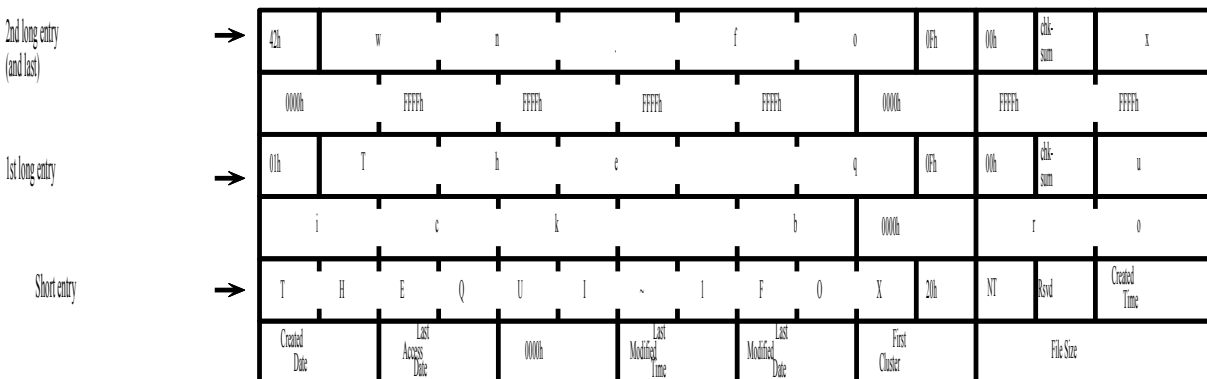 2nd long entry
(and last)
42h w n . f o 0Fh 00h chk-
sum x
0000h FFFFh FFFFh FFFFh FFFFh 0000h FFFFh FFFFh
1st long entry
01h T h e q 0Fh 00h chk-
sum u
i c k b 0000h r o
Short entry
T H E Q U I ~ 1 F O X 20h NT Rsvd Created
Time
Created
Date Last
Access
Date 0000h Last
Modified
Time Last
Modified
Date First
Cluster File Size